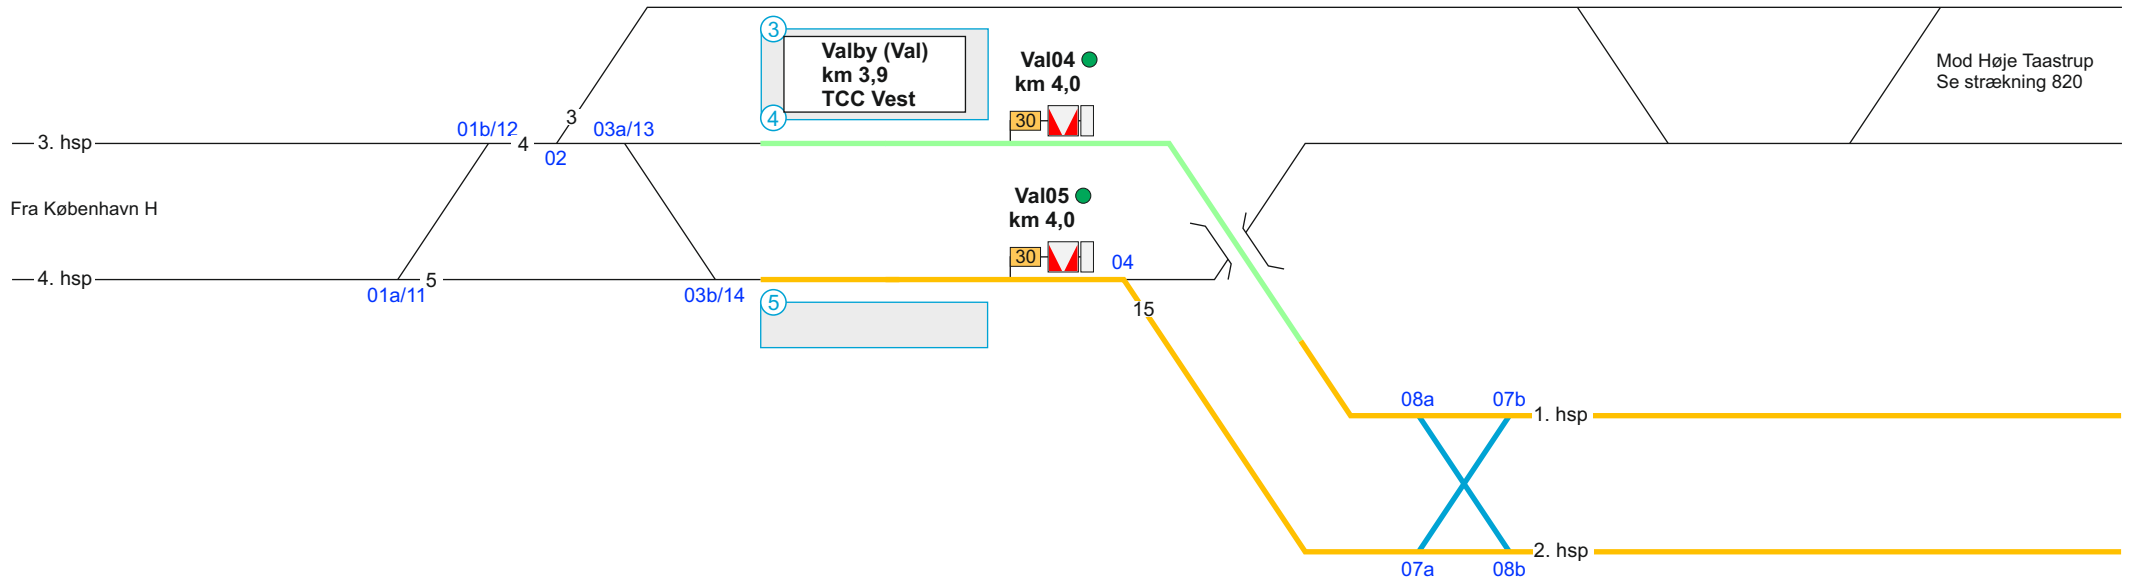 3
Valby (Val)
km 3,9
TCC Vest
4
Val04
km 4,0
30
Mod Høje Taastrup
Se strækning 820
3
01b/12
03a/13
3. hsp
4
02
Fra København H
Val05
km 4,0
30
04
4. hsp
5
01a/11
03b/14
5
15
08a
07b
1. hsp
2. hsp
07a
08b